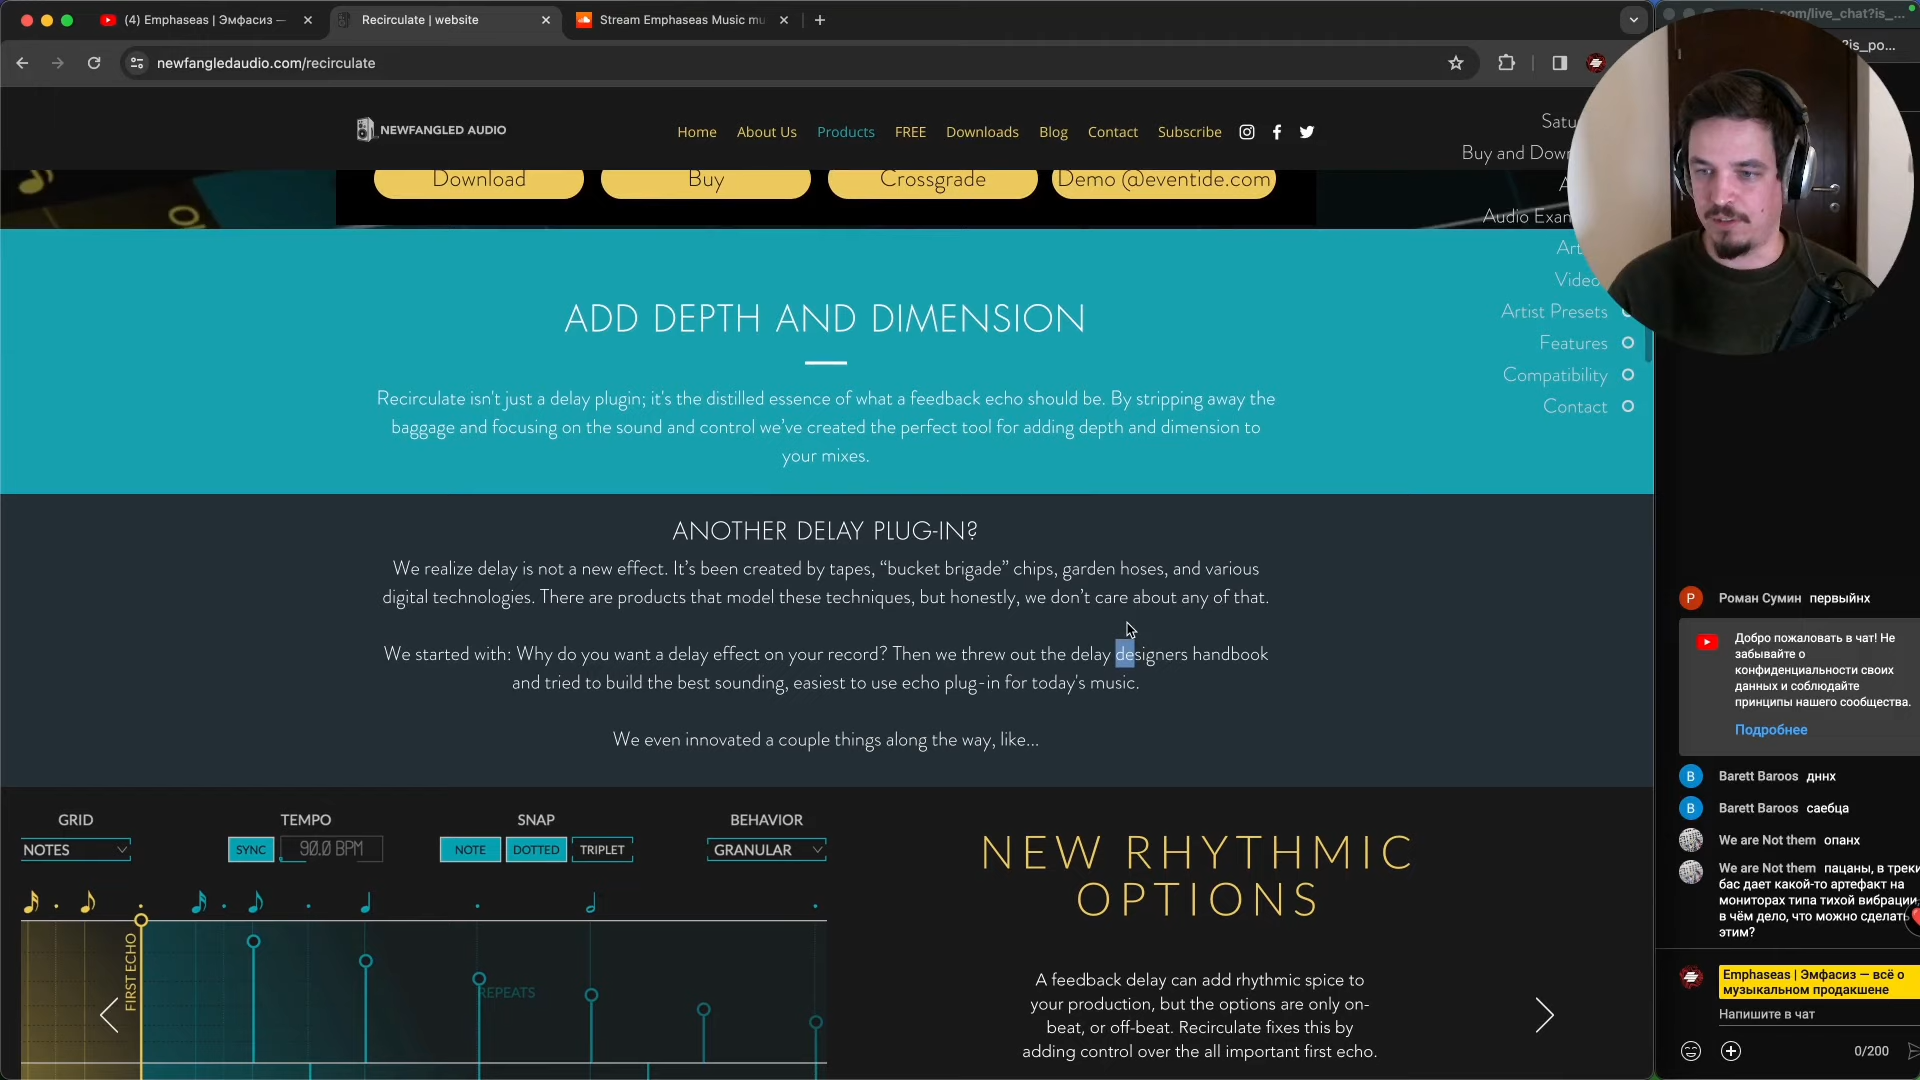 (4) Emphaseas | Эмфасиз —
Recirculate | website
Stream Emphaseas Music mu
newfangledaudio.com/recirculate
NEWFANGLED AUDIO
Home
About Us
Products
FREE
Downloads
Blog
Contact
Subscribe
Download
Buy
Crossgrade
Demo @eventide.com
Artist Presets
Features
Compatibility
Contact
ADD DEPTH AND DIMENSION
Recirculate isn't just a delay plugin; it's the distilled essence of what a feedback echo should be. By stripping away the
baggage and focusing on the sound and control we've created the perfect tool for adding depth and dimension to
your mixes.
ANOTHER DELAY PLUG-IN?
We realize delay is not a new effect. It's been created by tapes, “bucket brigade” chips, garden hoses, and various
digital technologies. There are products that model these techniques, but honestly, we don't care about any of that.
We started with: Why do you want a delay effect on your record? Then we threw out the delay designers handbook
and tried to build the best sounding, easiest to use echo plug-in for today's music.
We even innovated a couple things along the way, like...
GRID
TEMPO
SNAP
BEHAVIOR
NOTES
SYNC
90.0 BPM
NOTE
DOTTED
TRIPLET
GRANULAR
FIRST ECHO
REPEATS
NEW RHYTHMIC
OPTIONS
A feedback delay can add rhythmic spice to
your production, but the options are only on-
beat, or off-beat. Recirculate fixes this by
adding control over the all important first echo.
Р Роман Сумин первыйнх
Добро пожаловать в чат! Не
забывайте о
конфиденциальности своих
данных и соблюдайте
принципы нашего сообщества.
Подробнее
B Barett Baroos дннх
B Barett Baroos саебца
We are Not them опанх
We are Not them пацаны, в треки
бас дает какой-то артефакт на
мониторах типа тихой вибрации
в чём дело, что можно сделать
этим?
Emphaseas | Эмфасиз — всё о
музыкальном продакшене
Напишите в чат
0/200